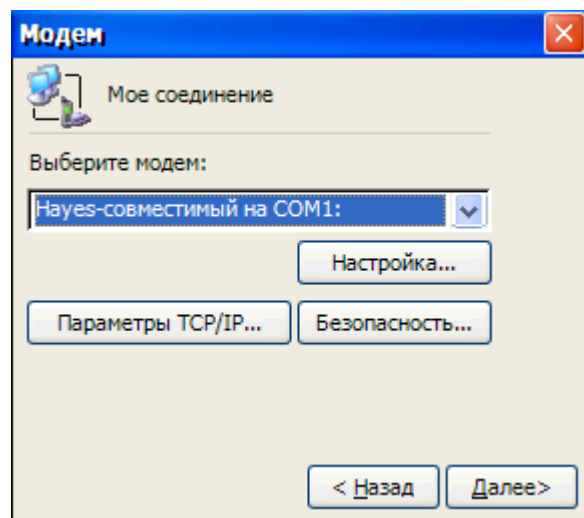 Модем
Мое соединение
Выберите модем:
Hayes-совместимый на COM1:
Настройка...
Параметры TCP/IP... Безопасность...
< Назад Далее>